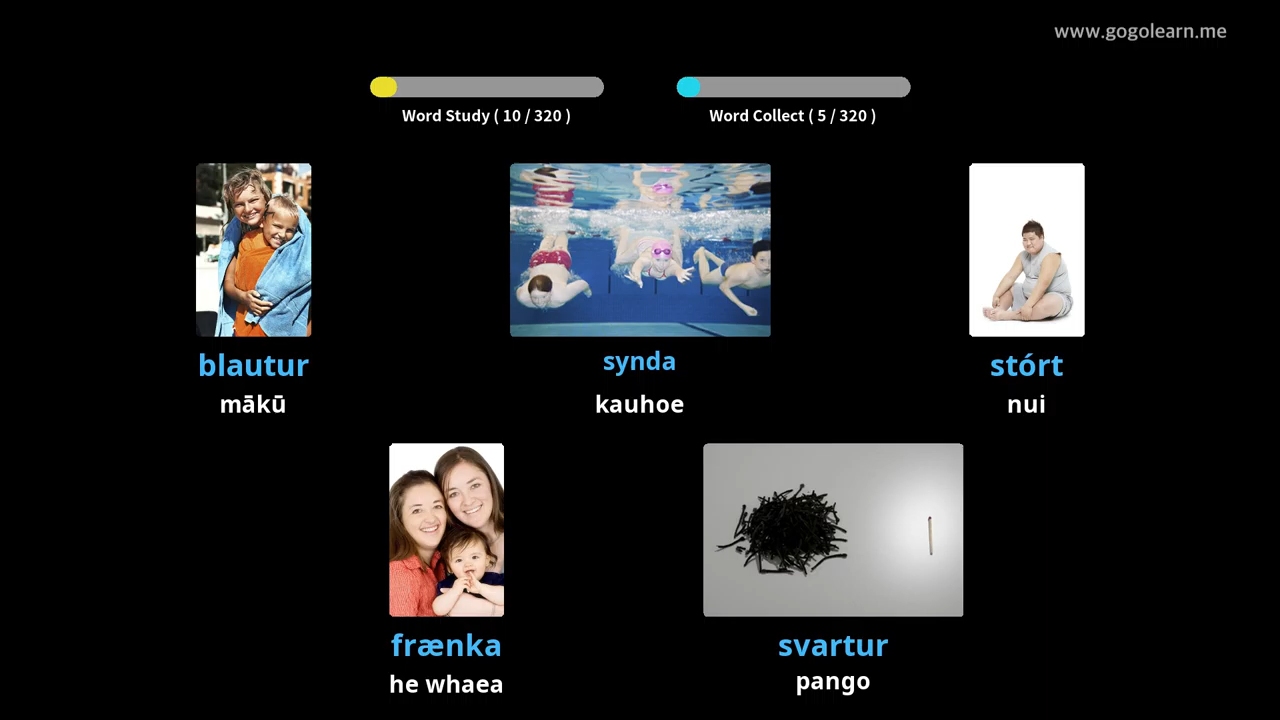 www.gogolearn.me
Word Study ( 10 / 320 )
Word Collect ( 5 / 320 )
blautur
mākū
synda
kauhoe
stórt
nui
frænka
he whaea
svartur
pango